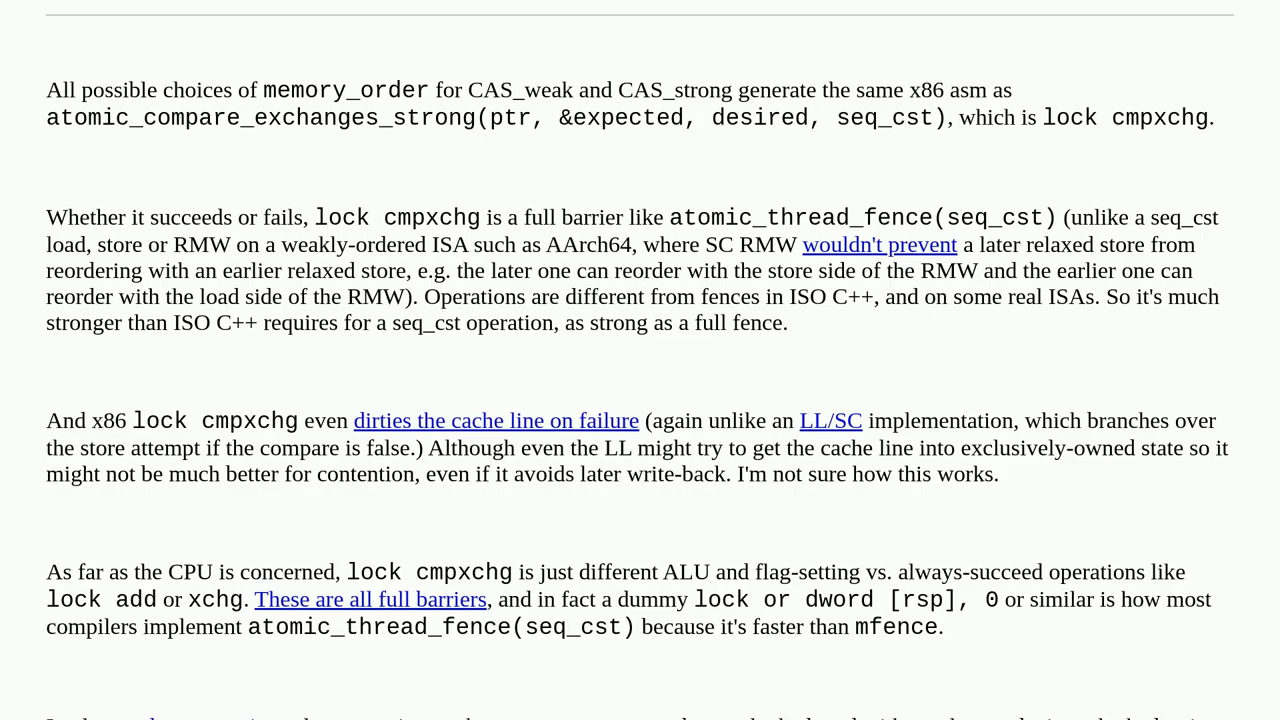 All possible choices of memory_order for CAS_weak and CAS_strong generate the same x86 asm as
atomic_compare_exchanges_strong(ptr, &expected, desired, seq_cst), which is lock cmpxchg.
Whether it succeeds or fails, lock cmpxchg is a full barrier like atomic_thread_fence(seq_cst) (unlike a seq_cst
load, store or RMW on a weakly-ordered ISA such as AArch64, where SC RMW wouldn't prevent a later relaxed store from
reordering with an earlier relaxed store, e.g. the later one can reorder with the store side of the RMW and the earlier one can
reorder with the load side of the RMW). Operations are different from fences in ISO C++, and on some real ISAs. So it's much
stronger than ISO C++ requires for a seq_cst operation, as strong as a full fence.
And x86 lock cmpxchg even dirties the cache line on failure (again unlike an LL/SC implementation, which branches over
the store attempt if the compare is false.) Although even the LL might try to get the cache line into exclusively-owned state so it
might not be much better for contention, even if it avoids later write-back. I'm not sure how this works.
As far as the CPU is concerned, lock cmpxchg is just different ALU and flag-setting vs. always-succeed operations like
lock add or xchg. These are all full barriers, and in fact a dummy lock or dword [rsp], 0 or similar is how most
compilers implement atomic_thread_fence(seq_cst) because it's faster than mfence.